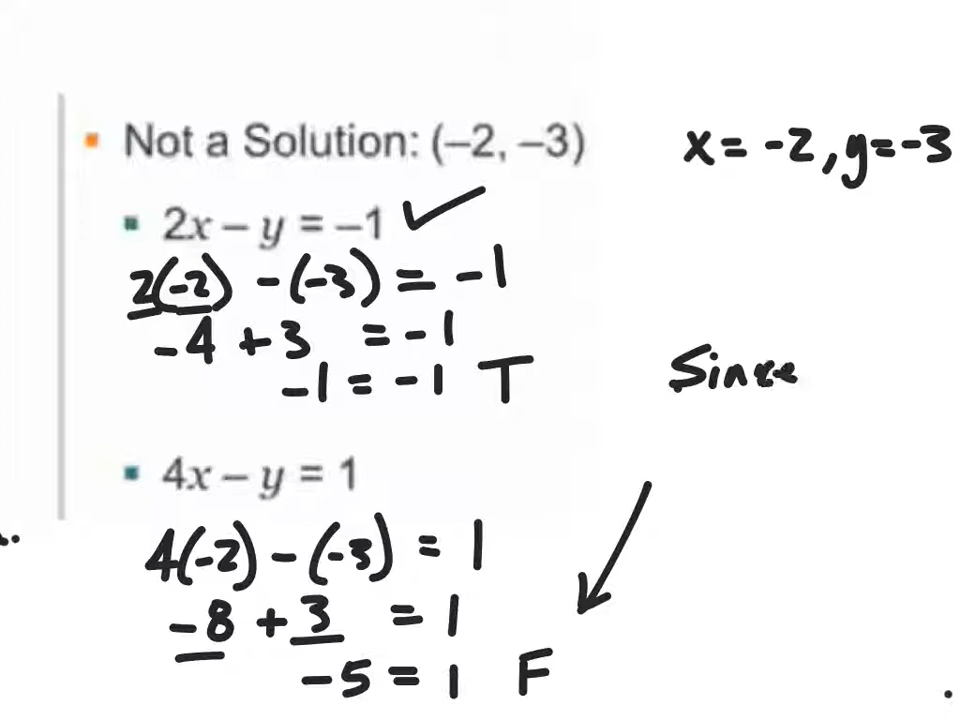 Not a Solution: (–2, –3)
x = -2, y = -3
2x – y = –1 ✓
2(-2) - (-3) = -1
-4 + 3 = -1
-1 = -1 T
Since
4x – y = 1
4(-2) - (-3) = 1
-8 + 3 = 1
-5 = 1 F